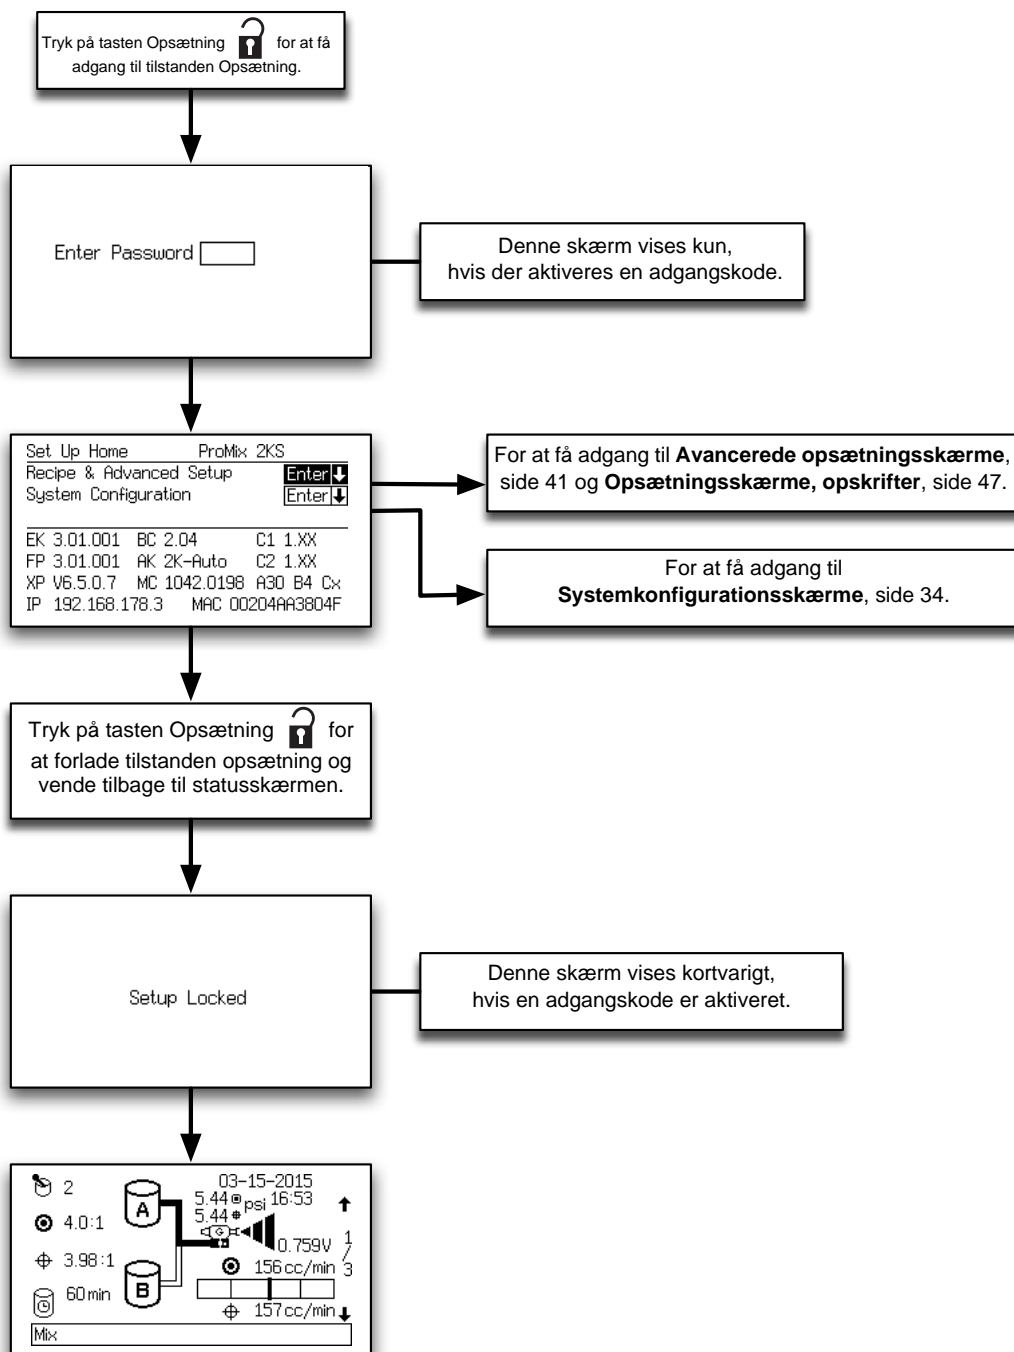 Tryk på tasten Opsætning for at få
adgang til tilstanden Opsætning.
Enter Password
Denne skærm vises kun,
hvis der aktiveres en adgangskode.
Set Up Home ProMix 2KS
Recipe & Advanced Setup Enter
System Configuration Enter
EK 3.01.001 BC 2.04 C1 1.XX
FP 3.01.001 AK 2K-Auto C2 1.XX
XP V6.5.0.7 MC 1042.0198 A30 B4 Cx
IP 192.168.178.3 MAC 00204AA3804F
For at få adgang til Avancerede opsætningsskærme,
side 41 og Opsætningsskærme, opskrifter, side 47.
For at få adgang til
Systemkonfigurationsskærme, side 34.
Tryk på tasten Opsætning for
at forlade tilstanden opsætning og
vende tilbage til statusskærmen.
Setup Locked
Denne skærm vises kortvarigt,
hvis en adgangskode er aktiveret.
03-15-2015
2 A 5.44 psi 16:53
5.44
4.0:1 G
0.759V 1/3
3.98:1 156 cc/min
60 min B
157 cc/min
Mix